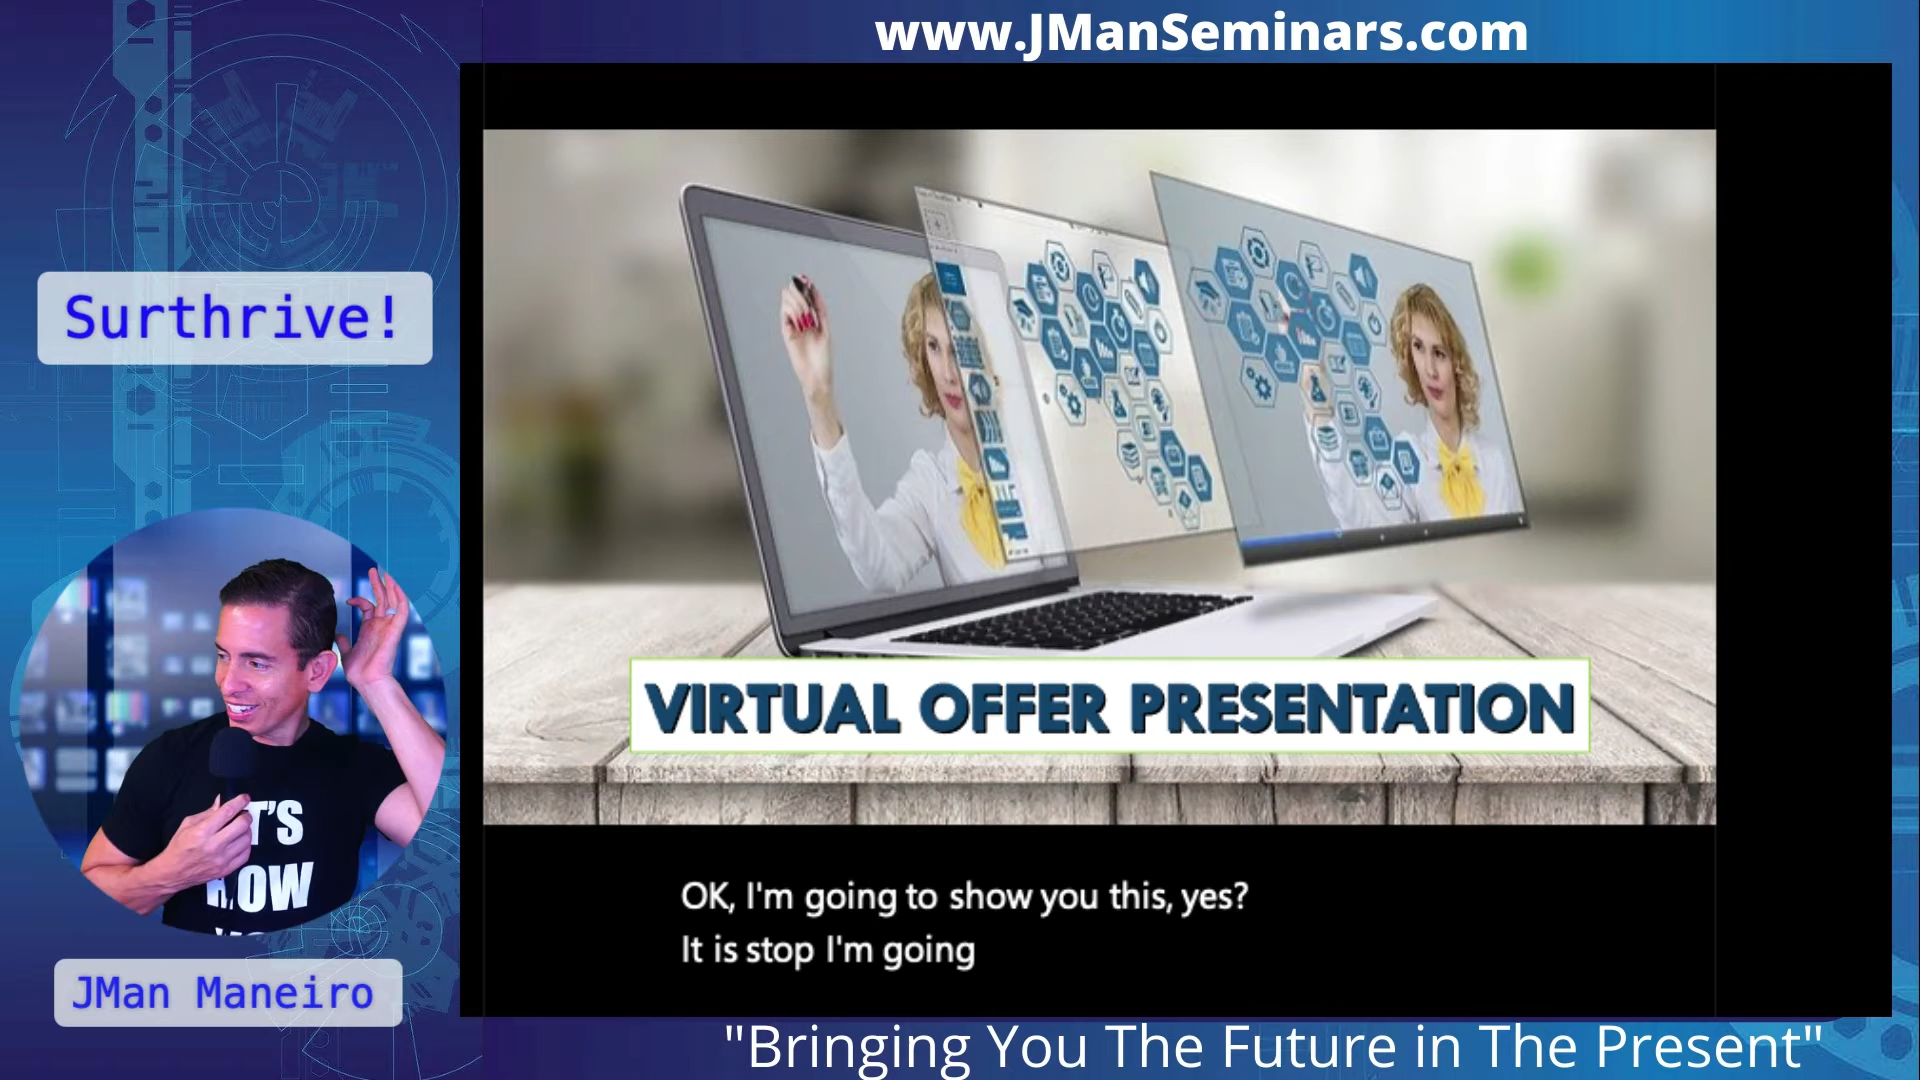 www.JManSeminars.com
Surthrive!
VIRTUAL OFFER PRESENTATION
T'S
OW
JMan Maneiro
OK, I'm going to show you this, yes?
It is stop I'm going
"Bringing You The Future in The Present"